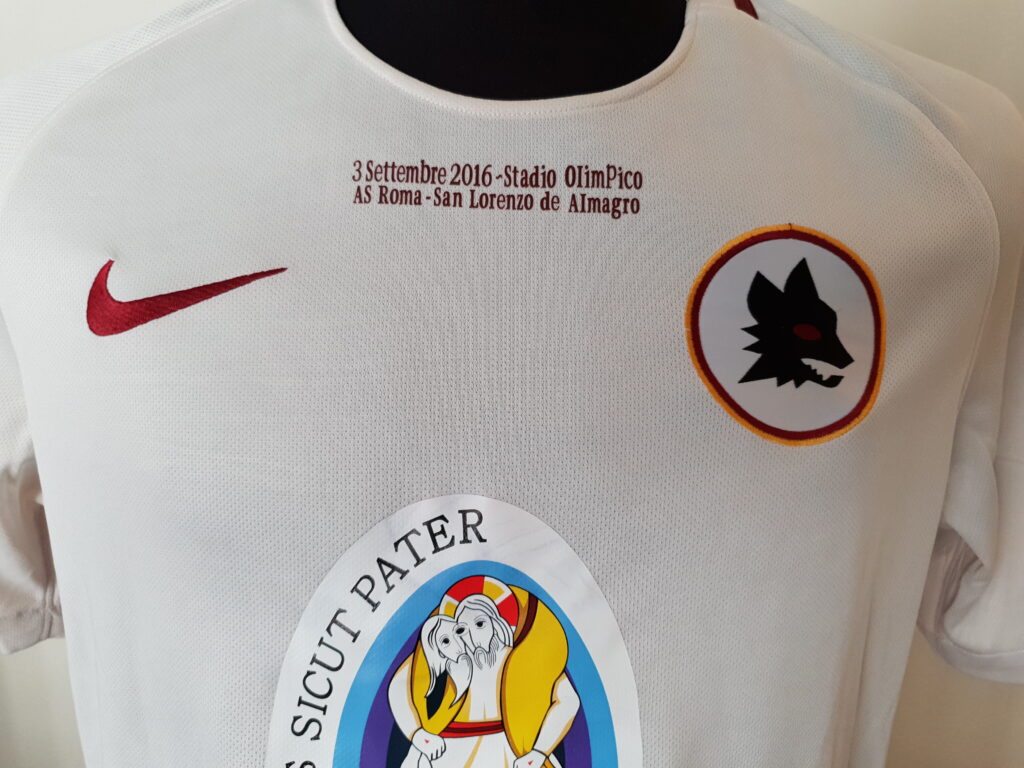 3 Settembre 2016 - Stadio OlimPico
AS Roma - San Lorenzo de Almagro
S SICUT PATER